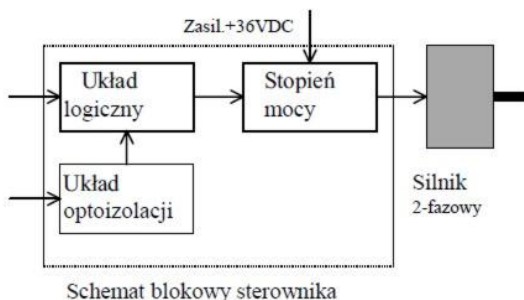 Zasil.+36VDC
Układ
logiczny
Stopień
mocy
Układ
optoizolacji
Silnik
2-fazowy
Schemat blokowy sterownika